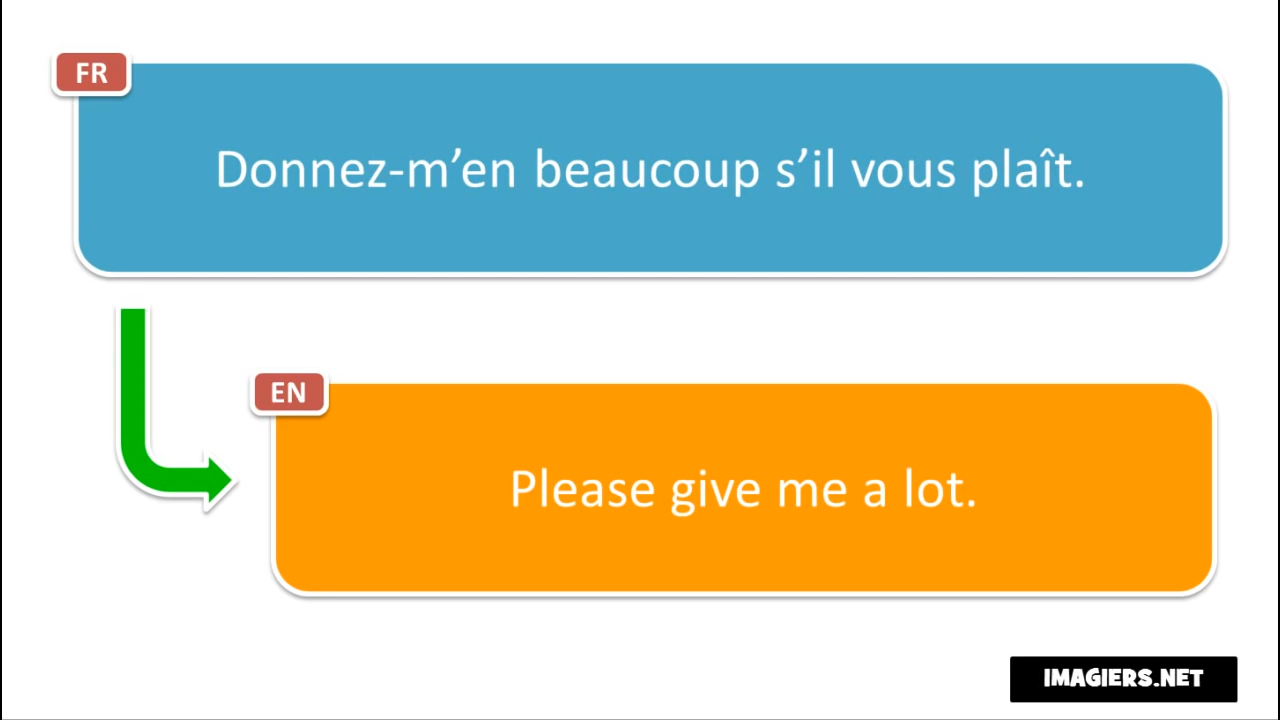 FR
Donnez-m’en beaucoup s’il vous plaît.
EN
Please give me a lot.
IMAGIERS.NET